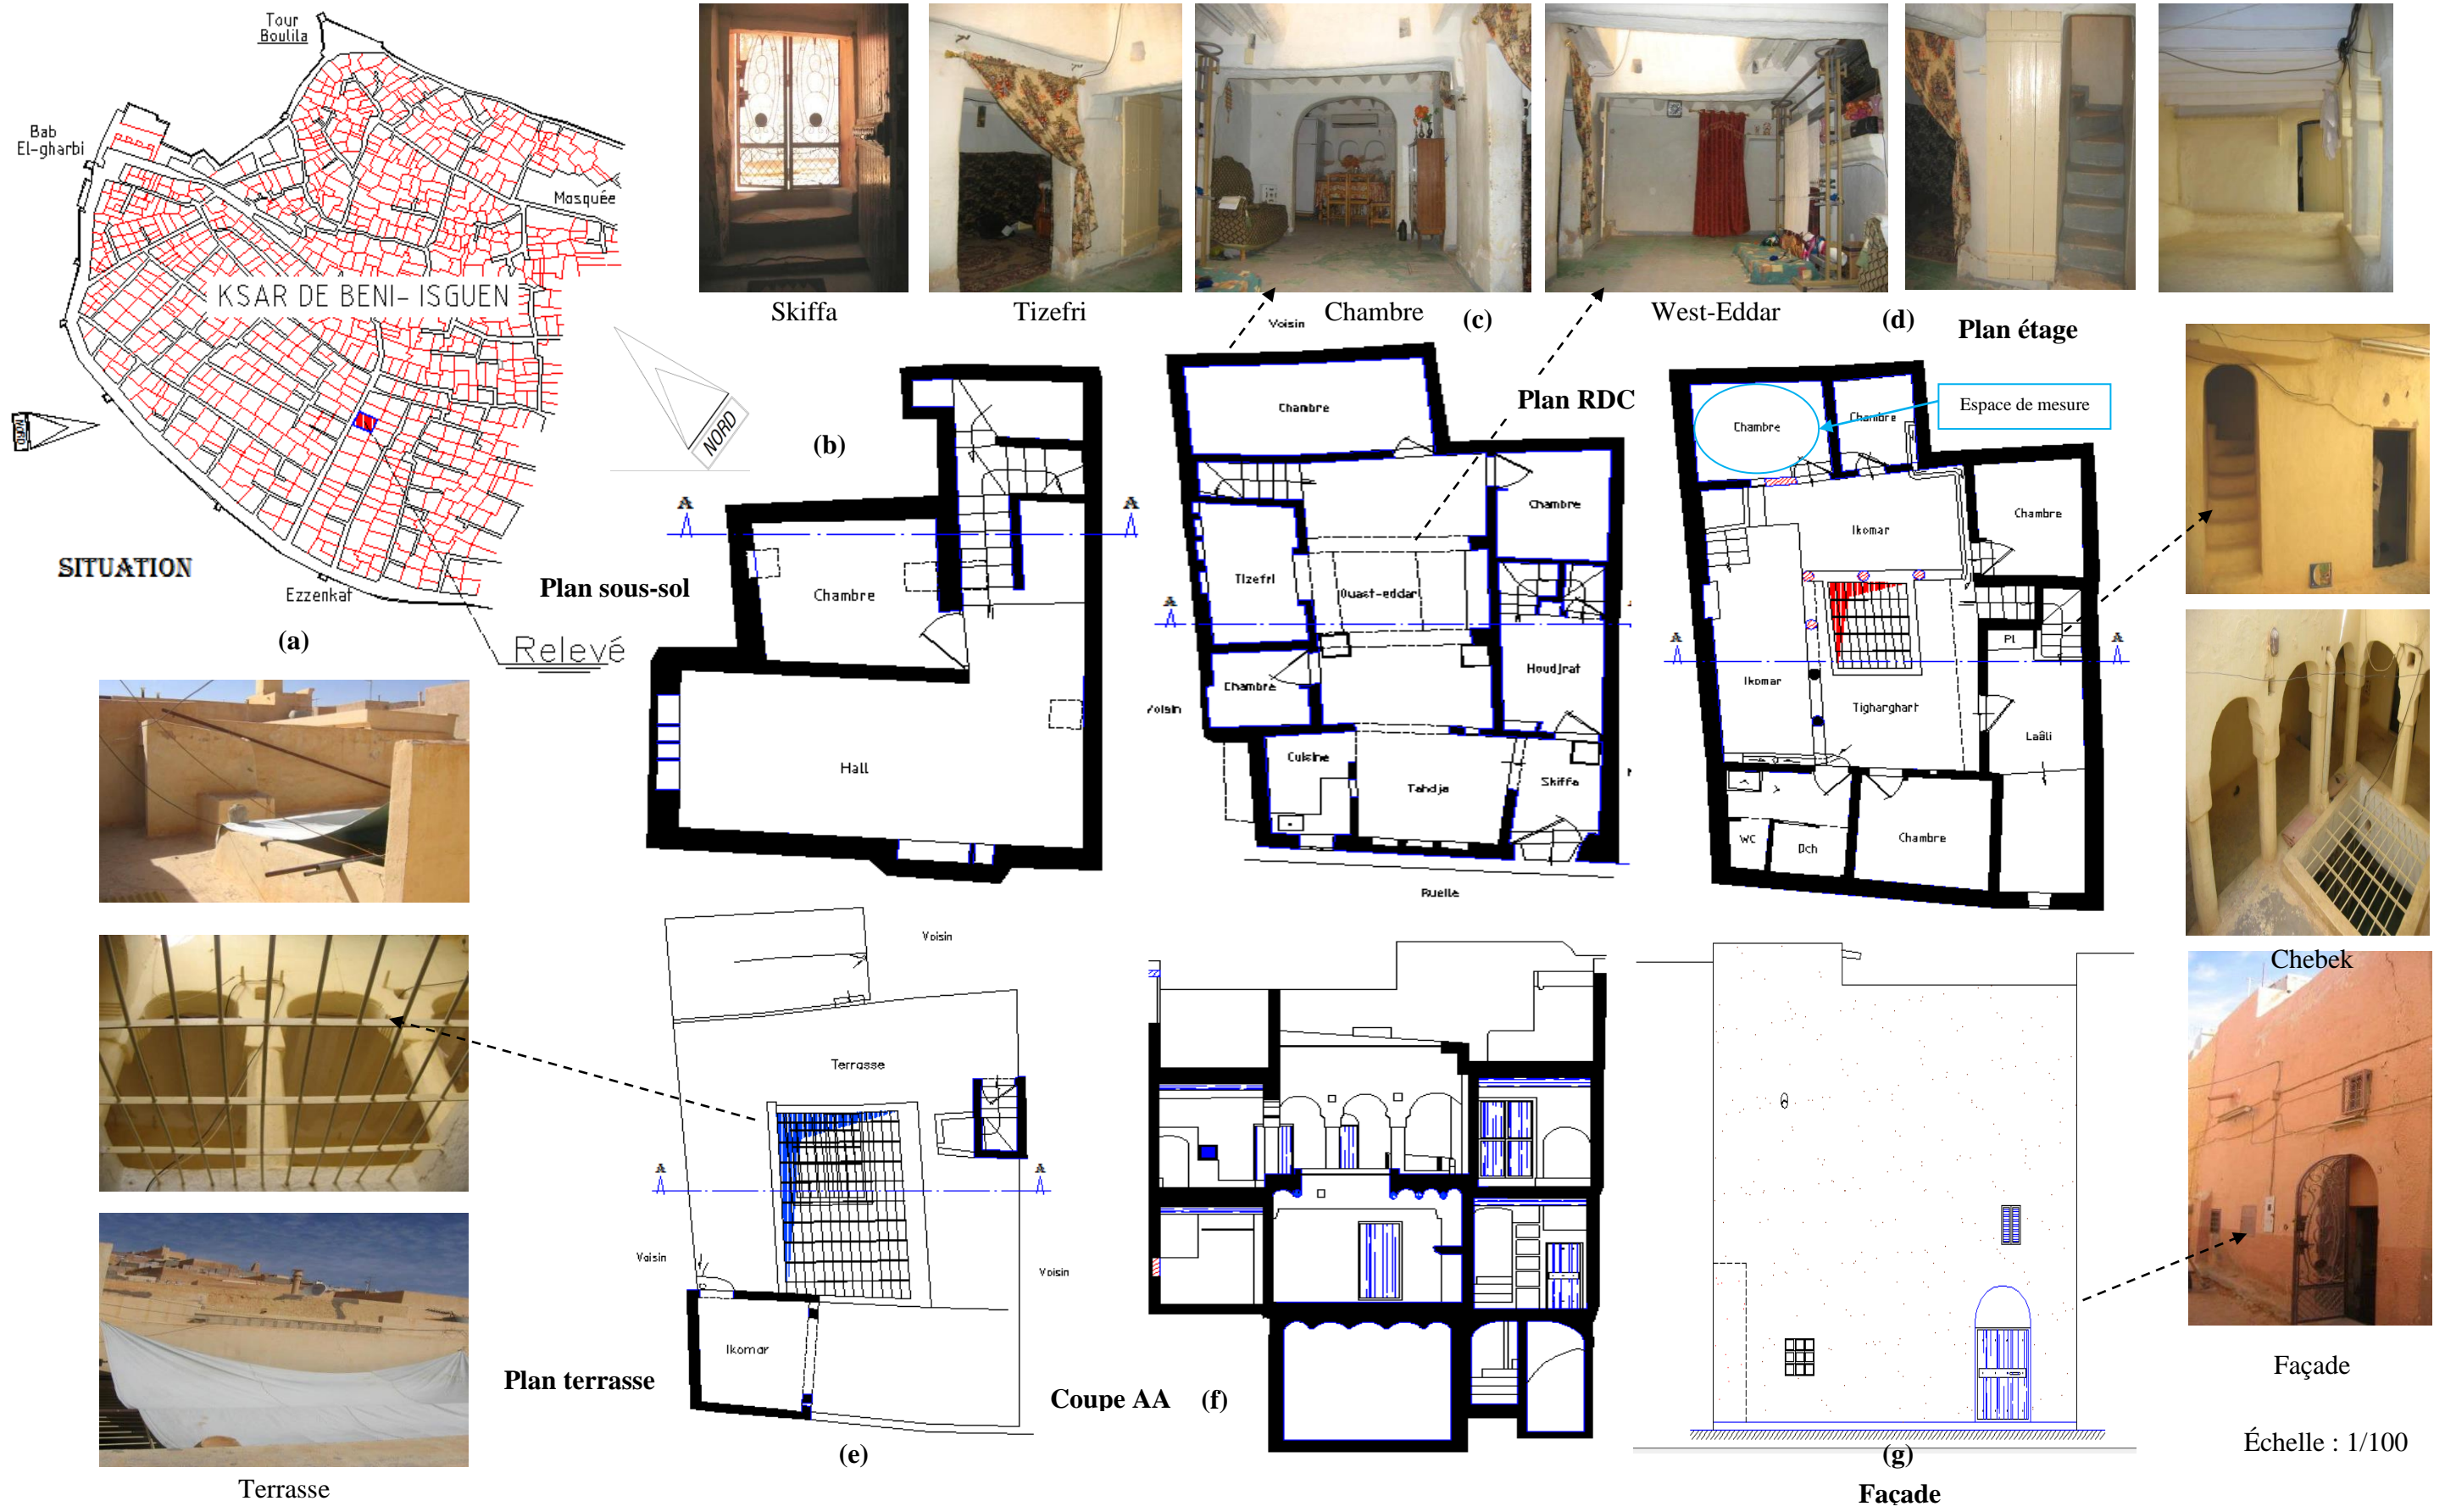 Tour
Boulila
Bab
El-gharbi
Mosquée
KSAR DE BENI-ISGUEN
NORD
SITUATION
Ezzenkat
(a)
Relevé
Skiffa
Tizefri
Chambre
(c)
West-Eddar
(d)
Plan étage
NORD
(b)
Plan sous-sol
A
A
Chambre
Hall
Voisin
Plan RDC
Chambre
Chambre
Tizefri
Ouast-eddar
A
Chambre
Houdjrat
Voisin
Cuisine
Tahdja
Skiffa
Ruelle
Espace de mesure
Chambre
Chambre
Chambre
Ikomar
A
A
Pl
Ikomar
Tigharghart
Laâli
WC
Dch
Chambre
Chebek
Voisin
Terrasse
A
A
Voisin
Voisin
Ikomar
Plan terrasse
(e)
Coupe AA
(f)
(g)
Façade
Façade
Échelle : 1/100
Terrasse